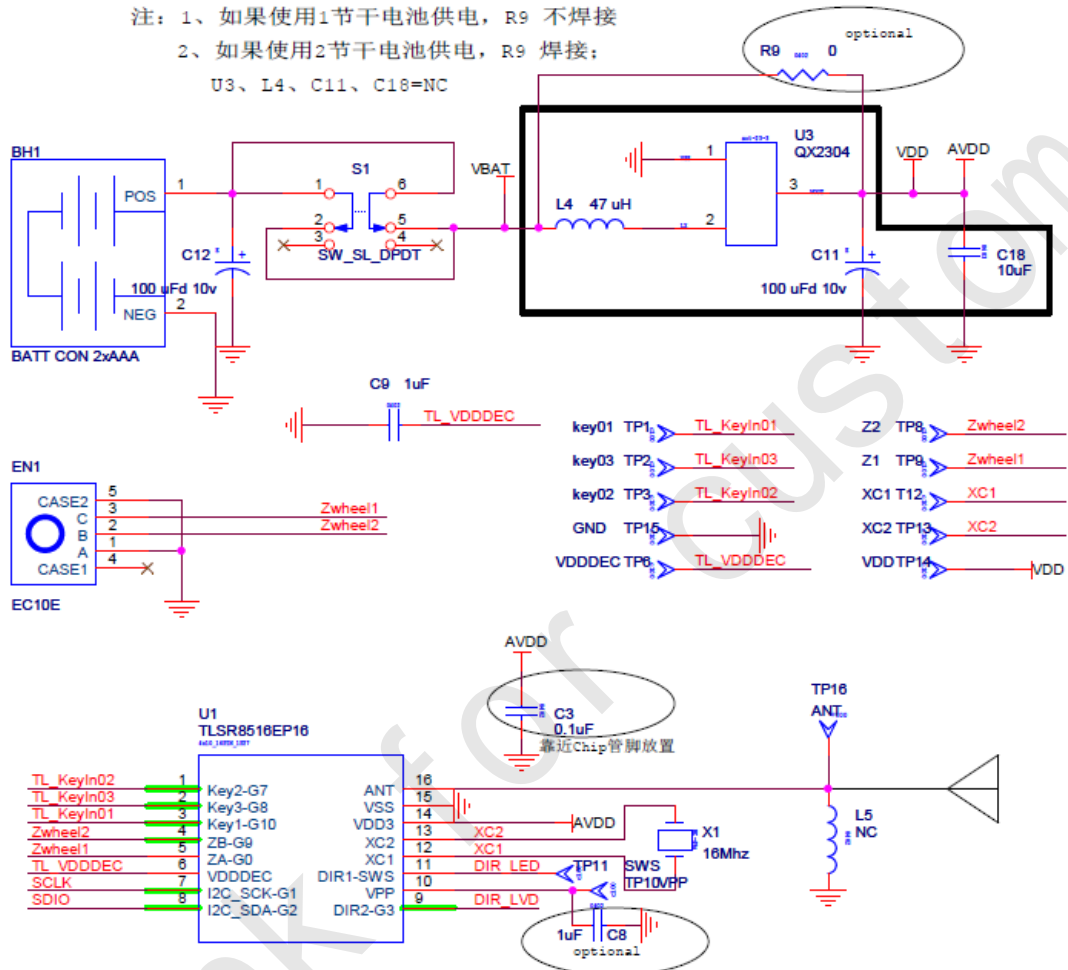 注: 1、如果使用1节干电池供电, R9 不焊接
2、如果使用2节干电池供电, R9 焊接;
U3、L4、C11、C18=NC
optional
R9 0
BH1
POS
1
NEG
2
BATT CON 2xAAA
C12
100 uFd 10v
S1
1 6
2 5
3 4
SW_SL_DPDT
VBAT
L4 47 uH
U3
QX2304
1
2
3
VDD AVDD
C11
100 uFd 10v
C18
10uF
C9 1uF
TL_VDDDEC
EN1
CASE2 5
C 3 Zwheel1
B 2 Zwheel2
A 1
CASE1 4
EC10E
key01 TP1 TL_KeyIn01
key03 TP2 TL_KeyIn03
key02 TP3 TL_KeyIn02
GND TP15
VDDDEC TP6 TL_VDDDEC
Z2 TP8 Zwheel2
Z1 TP9 Zwheel1
XC1 T12 XC1
XC2 TP13 XC2
VDD TP14 VDD
AVDD
C3
0.1uF
靠近Chip管脚放置
TP16
ANT
L5
NC
U1
TLSR8516EP16
TL_KeyIn02 1 Key2-G7
TL_KeyIn03 2 Key3-G8
TL_KeyIn01 3 Key1-G10
Zwheel2 4 ZB-G9
Zwheel1 5 ZA-G0
TL_VDDDEC 6 VDDDEC
SCLK 7 I2C_SCK-G1
SDIO 8 I2C_SDA-G2
ANT 16
VSS 15
VDD3 14 AVDD
XC2 13 XC2
XC1 12 XC1
DIR1-SWS 11 DIR_LED TP11 SWS
VPP 10 TP10 VPP
DIR2-G3 9 DIR_LVD
X1
16Mhz
1uF C8
optional
k for custom